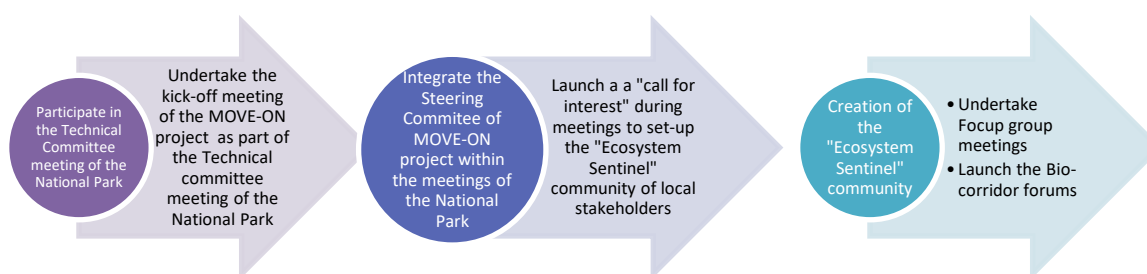 Participate in
the Technical
Committee
meeting of the
National Park
Undertake the
kick-off meeting
of the MOVE-ON
project as part of
the Technical
committee
meeting of the
National Park
Integrate the
Steering
Commitee of
MOVE-ON
project within
the meetings of
the National
Park
Launch a a "call for
interest" during
meetings to set-up
the "Ecosystem
Sentinel"
community of local
stakeholders
Creation of
the
"Ecosystem
Sentinel"
community
• Undertake
Focup group
meetings
• Launch the Bio-
corridor forums